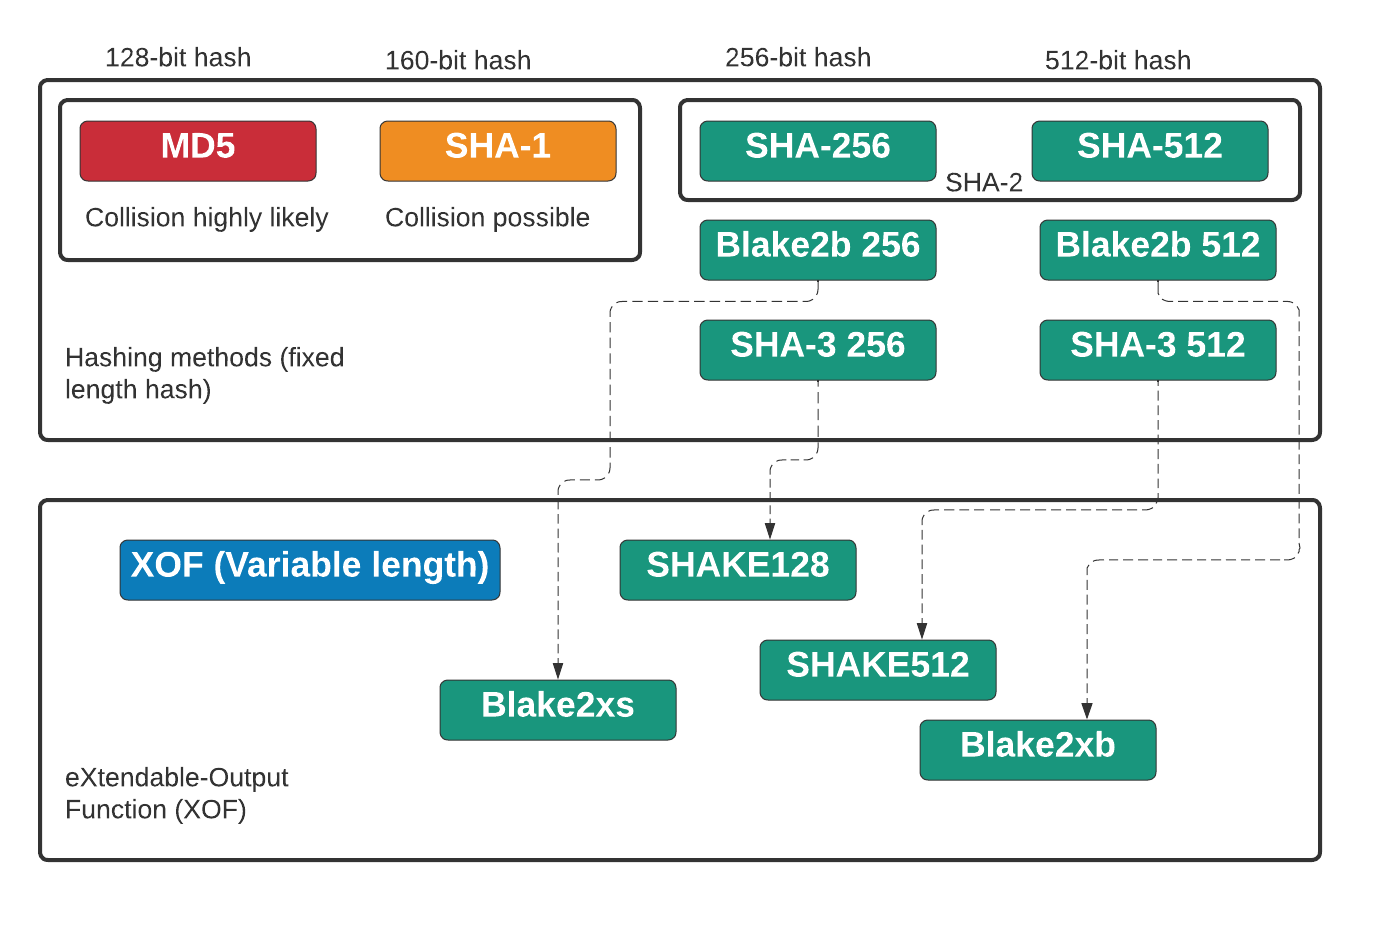 128-bit hash
160-bit hash
256-bit hash
512-bit hash
MD5
SHA-1
SHA-256
SHA-512
SHA-2
Collision highly likely
Collision possible
Blake2b 256
Blake2b 512
SHA-3 256
SHA-3 512
Hashing methods (fixed
length hash)
XOF (Variable length)
SHAKE128
SHAKE512
Blake2xs
Blake2xb
eXtendable-Output
Function (XOF)